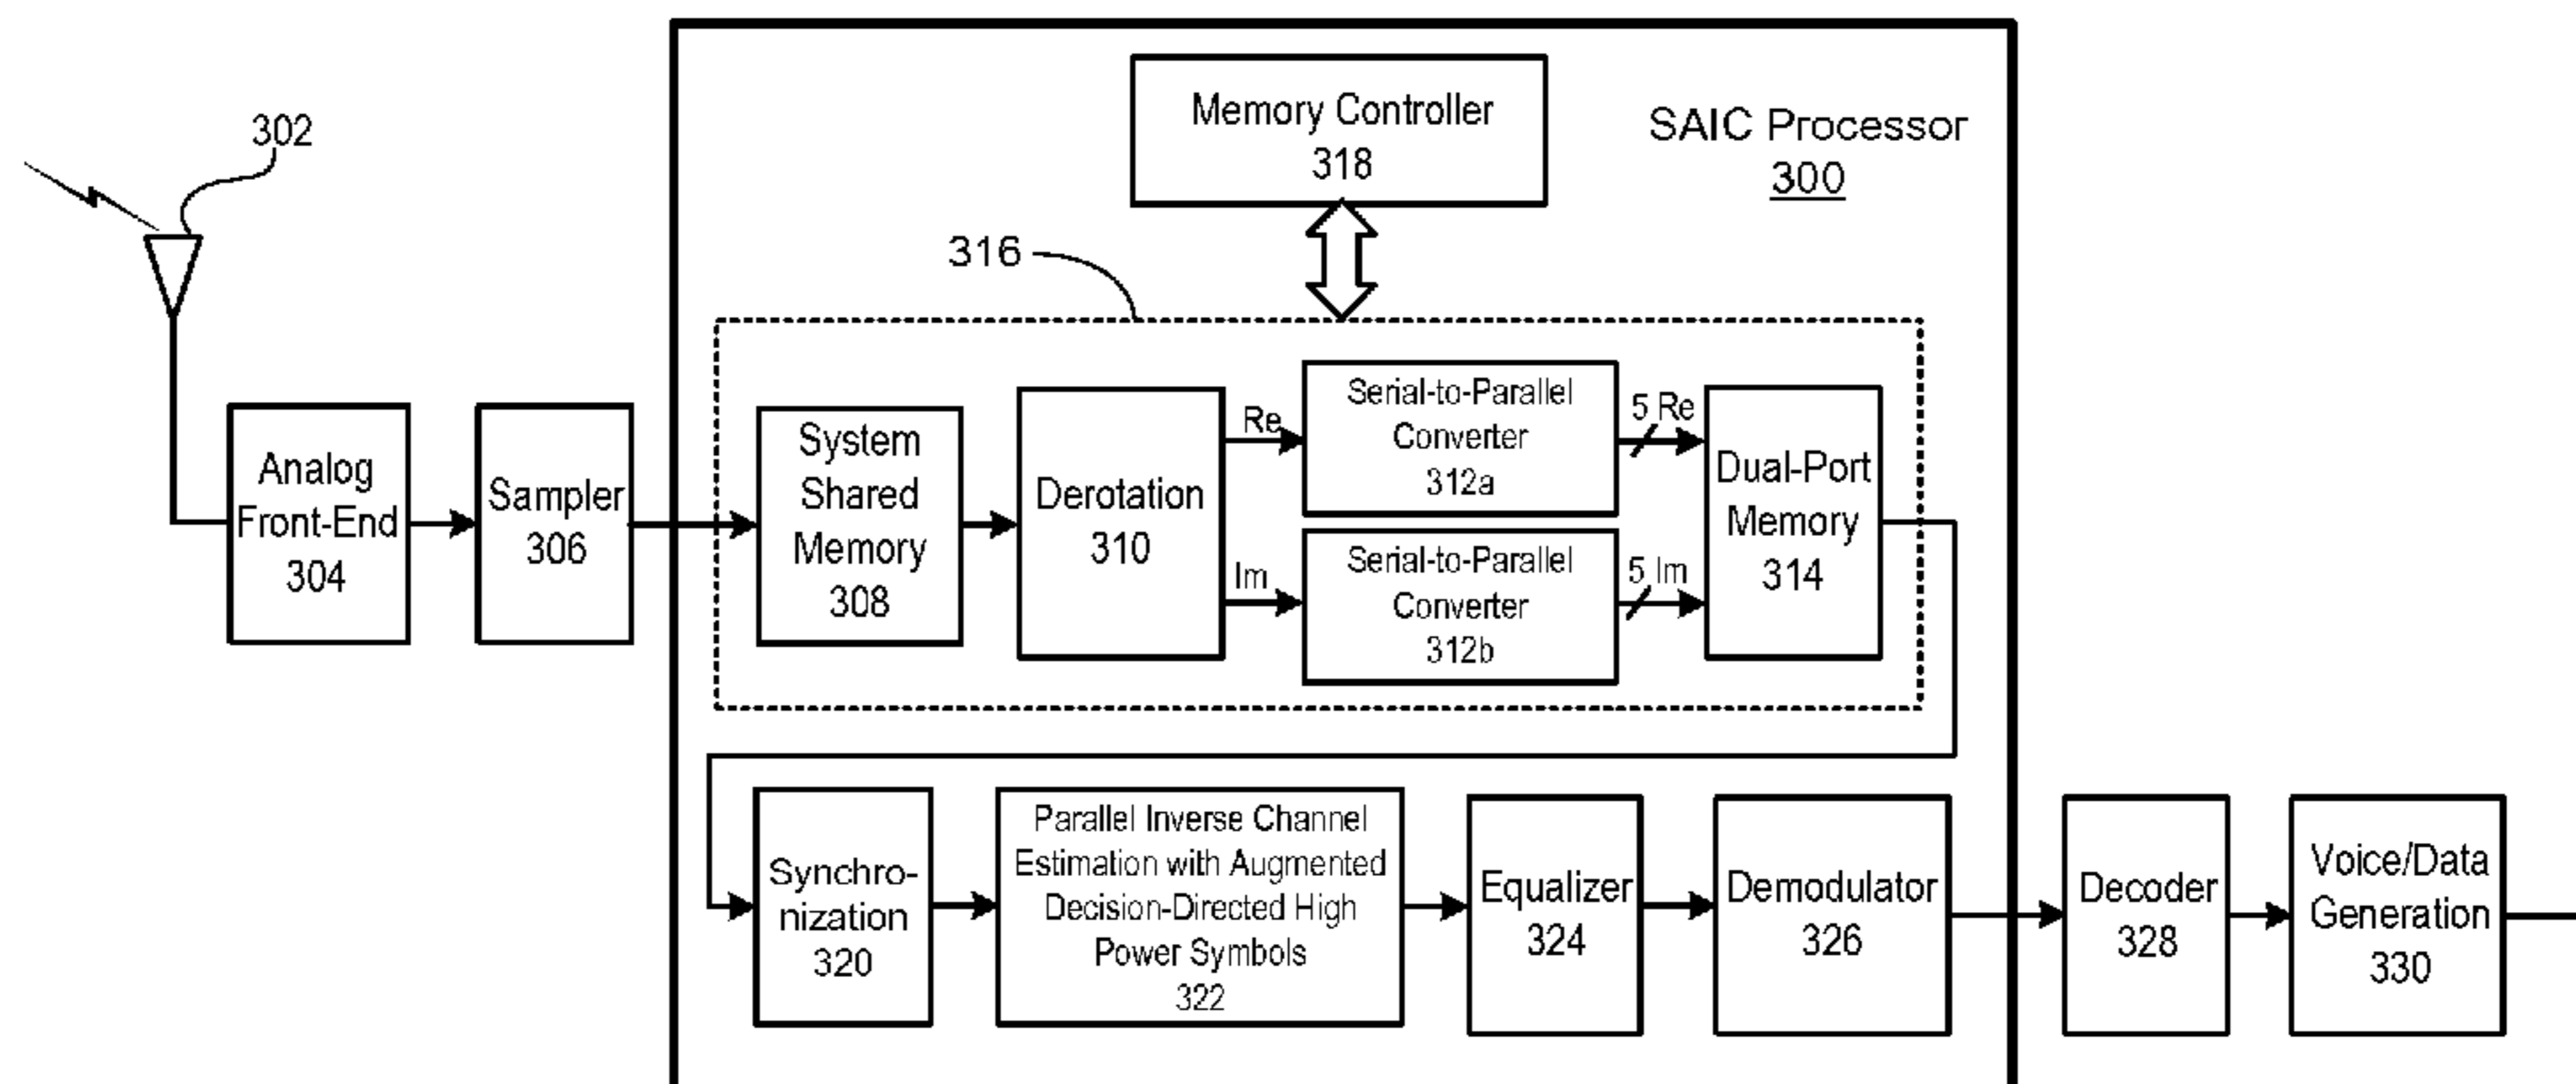 302
Analog
Front-End
304
Sampler
306
SAIC Processor
300
Memory Controller
318
316
System
Shared
Memory
308
Derotation
310
Re
Im
Serial-to-Parallel
Converter
312a
Serial-to-Parallel
Converter
312b
5 Re
5 Im
Dual-Port
Memory
314
Synchro-
nization
320
Parallel Inverse Channel
Estimation with Augmented
Decision-Directed High
Power Symbols
322
Equalizer
324
Demodulator
326
Decoder
328
Voice/Data
Generation
330